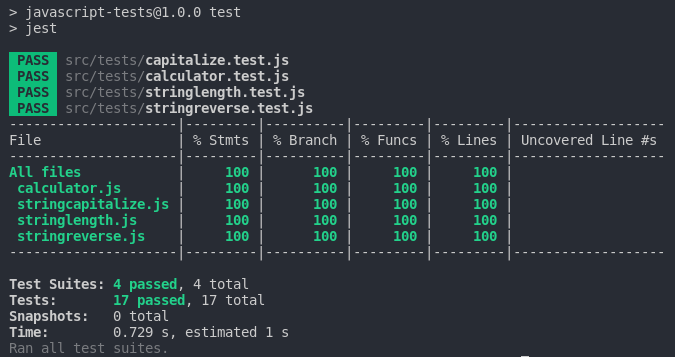 > javascript-tests@1.0.0 test
> jest
PASS src/tests/capitalize.test.js
PASS src/tests/calculator.test.js
PASS src/tests/stringlength.test.js
PASS src/tests/stringreverse.test.js
---------------------|---------|----------|---------|---------|-------------------
File                 | % Stmts | % Branch | % Funcs | % Lines | Uncovered Line #s
---------------------|---------|----------|---------|---------|-------------------
All files            |     100 |      100 |     100 |     100 |
 calculator.js       |     100 |      100 |     100 |     100 |
 stringcapitalize.js |     100 |      100 |     100 |     100 |
 stringlength.js     |     100 |      100 |     100 |     100 |
 stringreverse.js    |     100 |      100 |     100 |     100 |
---------------------|---------|----------|---------|---------|-------------------
Test Suites: 4 passed, 4 total
Tests:       17 passed, 17 total
Snapshots:   0 total
Time:        0.729 s, estimated 1 s
Ran all test suites.